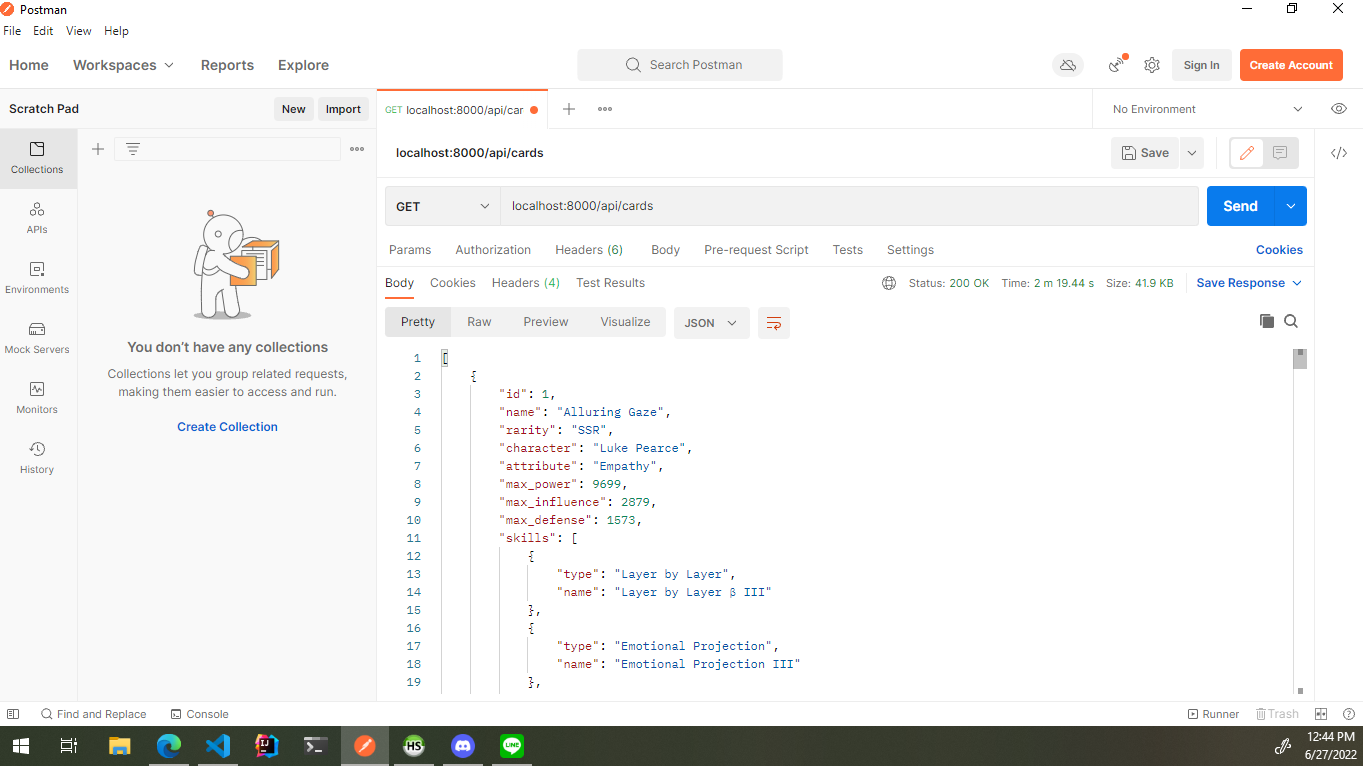 Postman
File Edit View Help
Home Workspaces Reports Explore
Search Postman
Sign In
Create Account
Scratch Pad
New
Import
GET localhost:8000/api/car
No Environment
Collections
APIs
Environments
Mock Servers
Monitors
History
You don't have any collections
Collections let you group related requests,
making them easier to access and run.
Create Collection
localhost:8000/api/cards
Save
GET
localhost:8000/api/cards
Send
Params Authorization Headers (6) Body Pre-request Script Tests Settings
Cookies
Body Cookies Headers (4) Test Results
Status: 200 OK Time: 2 m 19.44 s Size: 41.9 KB
Save Response
Pretty Raw Preview Visualize JSON
1 [
2 {
3 "id": 1,
4 "name": "Alluring Gaze",
5 "rarity": "SSR",
6 "character": "Luke Pearce",
7 "attribute": "Empathy",
8 "max_power": 9699,
9 "max_influence": 2879,
10 "max_defense": 1573,
11 "skills": [
12 {
13 "type": "Layer by Layer",
14 "name": "Layer by Layer β III"
15 },
16 {
17 "type": "Emotional Projection",
18 "name": "Emotional Projection III"
19 },
Find and Replace Console
Runner Trash
HS
LINE
12:44 PM
6/27/2022